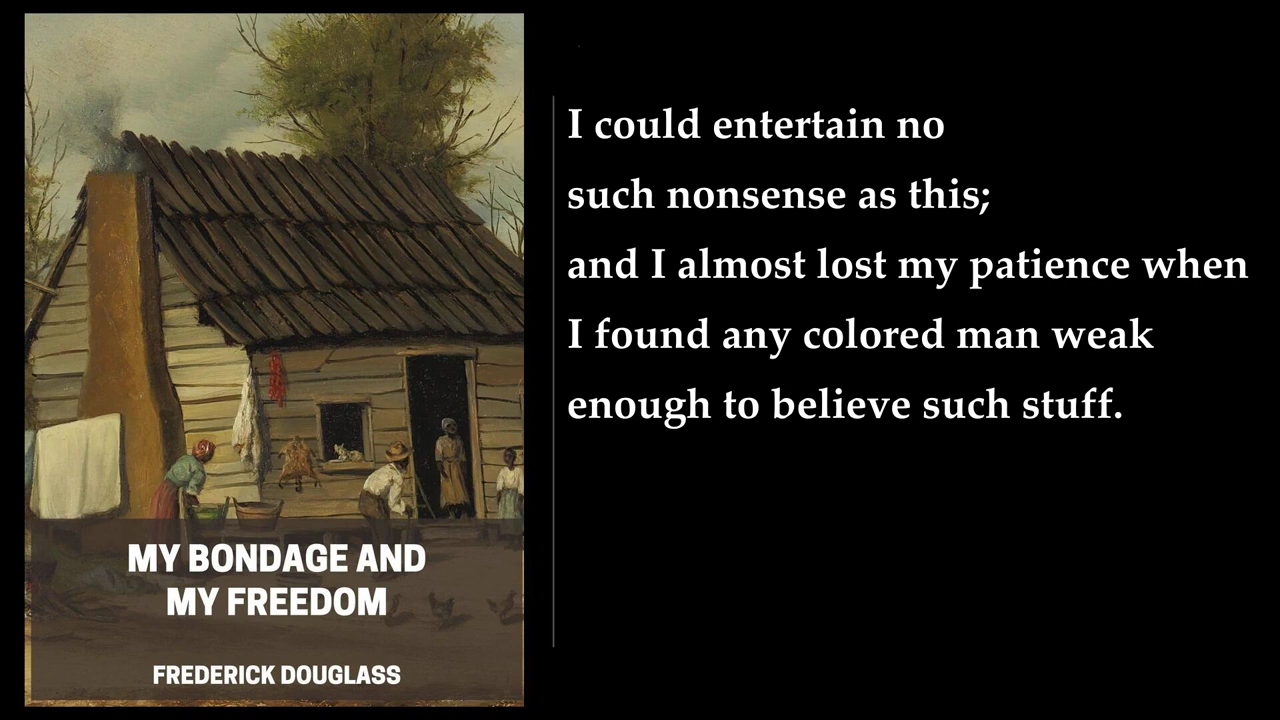 MY BONDAGE AND
MY FREEDOM
FREDERICK DOUGLASS
I could entertain no
such nonsense as this;
and I almost lost my patience when
I found any colored man weak
enough to believe such stuff.